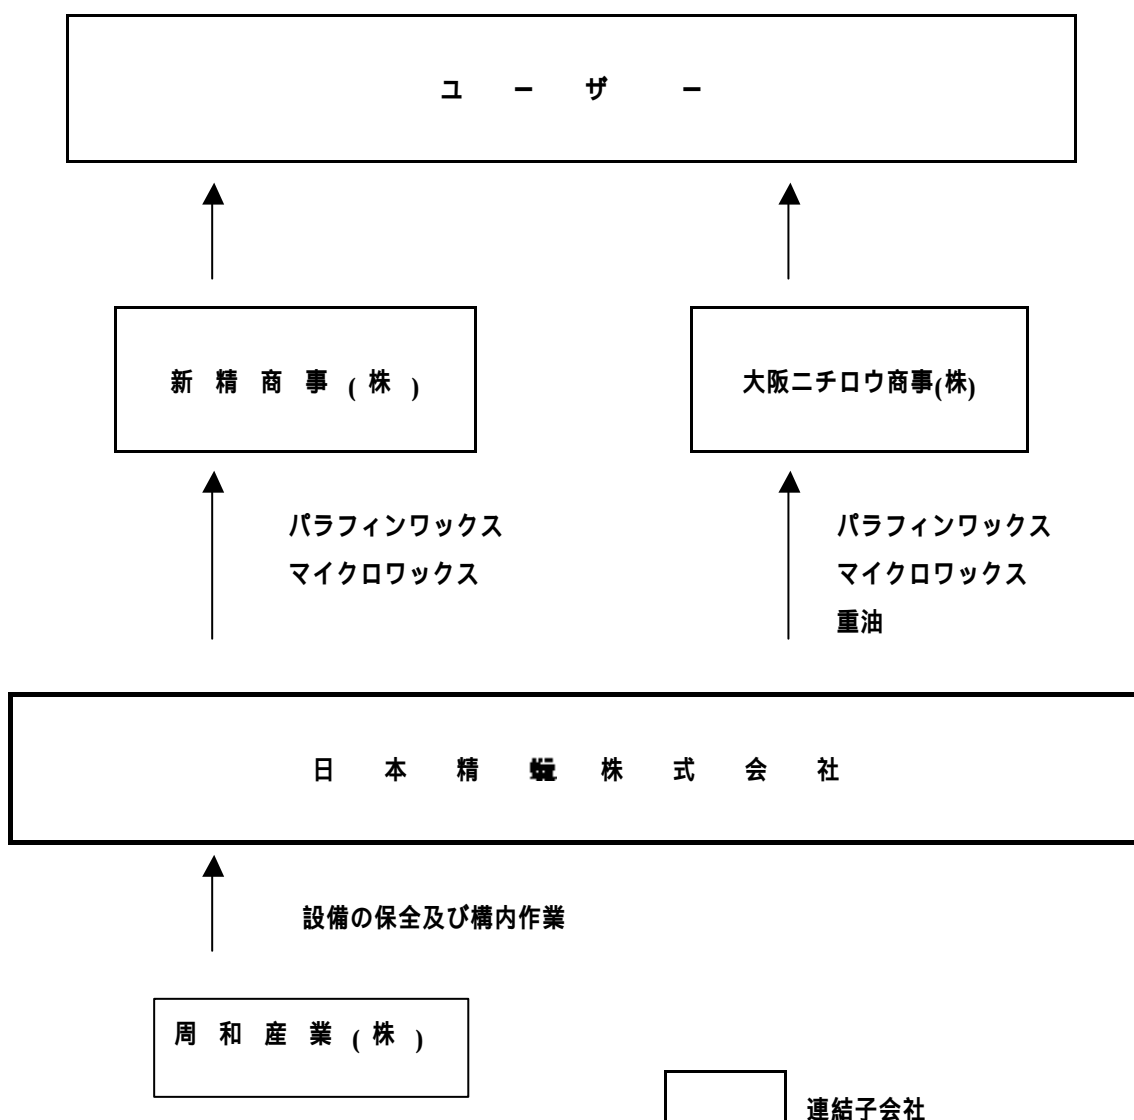 ユーザー
新精商事(株)
大阪ニチロウ商事(株)
パラフィンワックス
マイクロワックス
パラフィンワックス
マイクロワックス
重油
日本精蠟株式会社
設備の保全及び構内作業
周和産業(株)
連結子会社